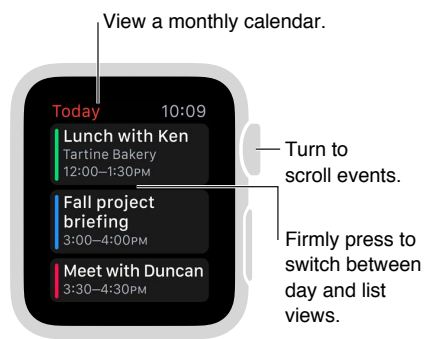 View a monthly calendar.
Today 10:09
Lunch with Ken
Tartine Bakery
12:00–1:30PM
Fall project
briefing
3:00–4:00PM
Meet with Duncan
3:30–4:30PM
Turn to
scroll events.
Firmly press to
switch between
day and list
views.